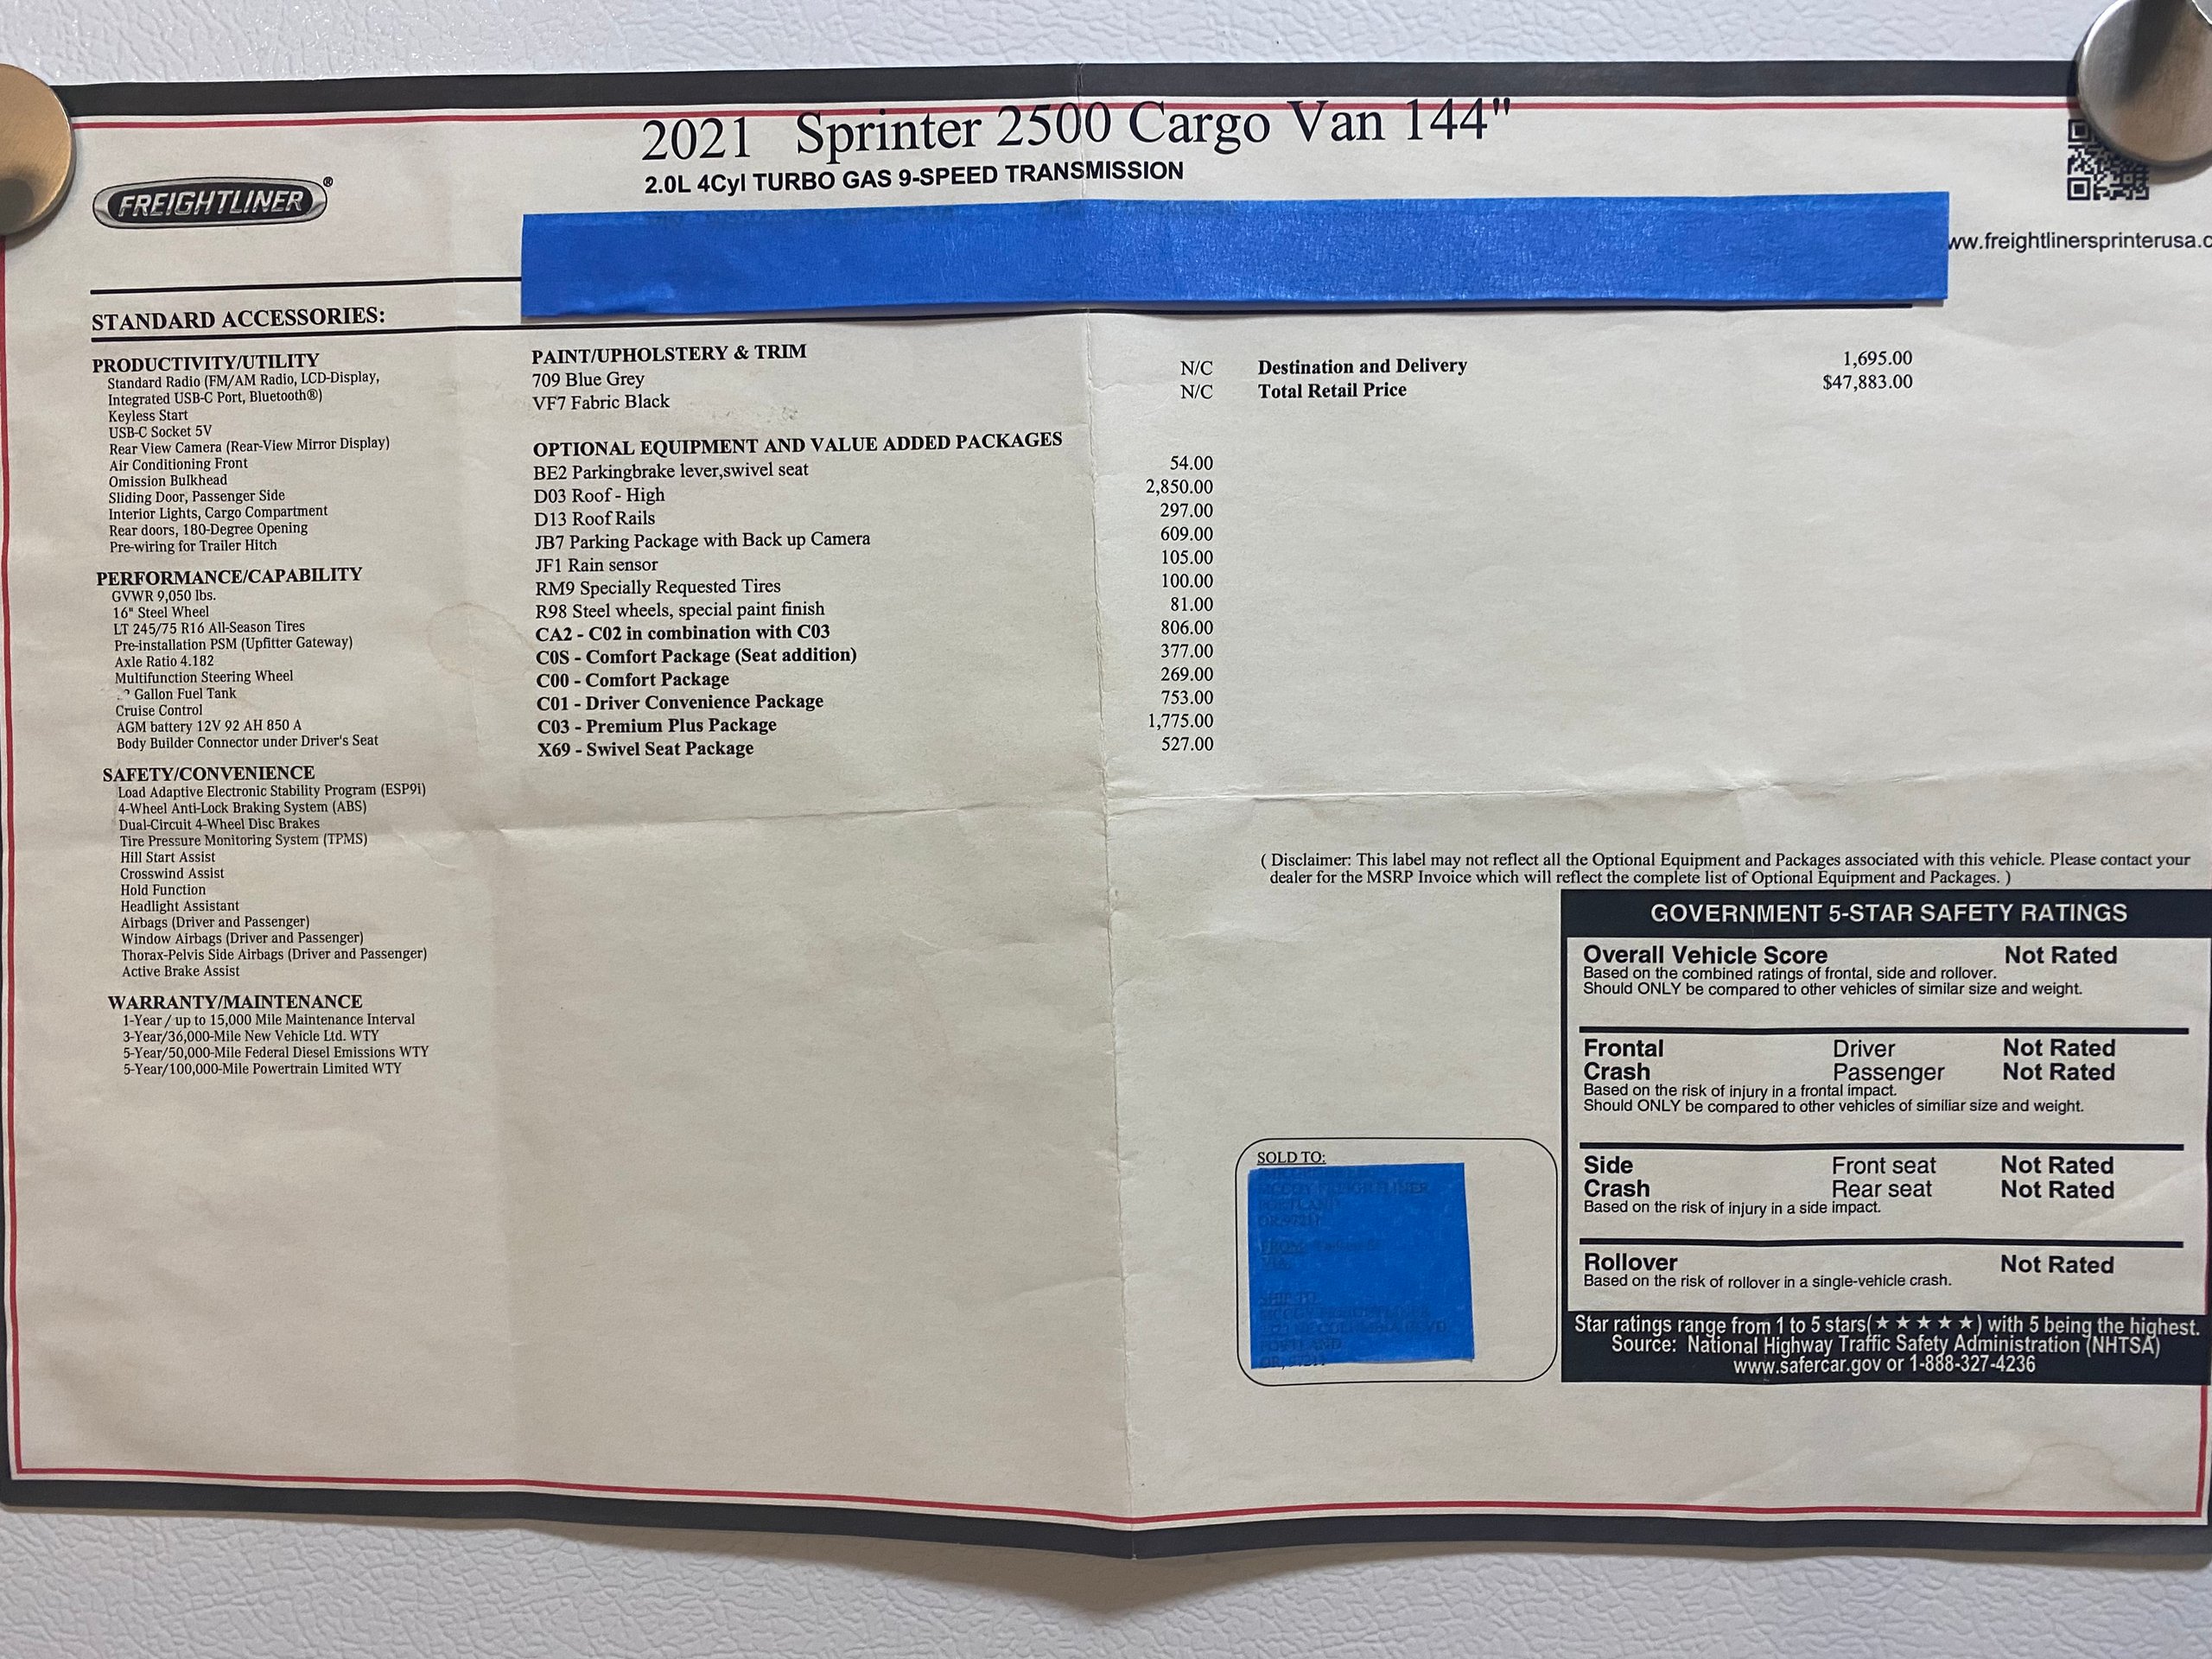 2021 Sprinter 2500 Cargo Van 144"
2.0L 4Cyl TURBO GAS 9-SPEED TRANSMISSION
FREIGHTLINER®
ww.freightlinersprinterusa.c
STANDARD ACCESSORIES:
PRODUCTIVITY/UTILITY
Standard Radio (FM/AM Radio, LCD-Display,
Integrated USB-C Port, Bluetooth®)
Keyless Start
USB-C Socket 5V
Rear View Camera (Rear-View Mirror Display)
Air Conditioning Front
Omission Bulkhead
Sliding Door, Passenger Side
Interior Lights, Cargo Compartment
Rear doors, 180-Degree Opening
Pre-wiring for Trailer Hitch
PERFORMANCE/CAPABILITY
GVWR 9,050 lbs.
16" Steel Wheel
LT 245/75 R16 All-Season Tires
Pre-installation PSM (Upfitter Gateway)
Axle Ratio 4.182
Multifunction Steering Wheel
Gallon Fuel Tank
Cruise Control
AGM battery 12V 92 AH 850 A
Body Builder Connector under Driver's Seat
SAFETY/CONVENIENCE
Load Adaptive Electronic Stability Program (ESP9i)
4-Wheel Anti-Lock Braking System (ABS)
Dual-Circuit 4-Wheel Disc Brakes
Tire Pressure Monitoring System (TPMS)
Hill Start Assist
Crosswind Assist
Hold Function
Headlight Assistant
Airbags (Driver and Passenger)
Window Airbags (Driver and Passenger)
Thorax-Pelvis Side Airbags (Driver and Passenger)
Active Brake Assist
WARRANTY/MAINTENANCE
1-Year / up to 15,000 Mile Maintenance Interval
3-Year/36,000-Mile New Vehicle Ltd. WTY
5-Year/50,000-Mile Federal Diesel Emissions WTY
5-Year/100,000-Mile Powertrain Limited WTY
PAINT/UPHOLSTERY & TRIM
709 Blue Grey N/C
VF7 Fabric Black N/C
OPTIONAL EQUIPMENT AND VALUE ADDED PACKAGES
BE2 Parkingbrake lever,swivel seat 54.00
D03 Roof - High 2,850.00
D13 Roof Rails 297.00
JB7 Parking Package with Back up Camera 609.00
JF1 Rain sensor 105.00
RM9 Specially Requested Tires 100.00
R98 Steel wheels, special paint finish 81.00
CA2 - C02 in combination with C03 806.00
C0S - Comfort Package (Seat addition) 377.00
C00 - Comfort Package 269.00
C01 - Driver Convenience Package 753.00
C03 - Premium Plus Package 1,775.00
X69 - Swivel Seat Package 527.00
Destination and Delivery 1,695.00
Total Retail Price $47,883.00
( Disclaimer: This label may not reflect all the Optional Equipment and Packages associated with this vehicle. Please contact your
dealer for the MSRP Invoice which will reflect the complete list of Optional Equipment and Packages. )
SOLD TO:
GOVERNMENT 5-STAR SAFETY RATINGS
Overall Vehicle Score Not Rated
Based on the combined ratings of frontal, side and rollover.
Should ONLY be compared to other vehicles of similar size and weight.
Frontal Driver Not Rated
Crash Passenger Not Rated
Based on the risk of injury in a frontal impact.
Should ONLY be compared to other vehicles of similiar size and weight.
Side Front seat Not Rated
Crash Rear seat Not Rated
Based on the risk of injury in a side impact.
Rollover Not Rated
Based on the risk of rollover in a single-vehicle crash.
Star ratings range from 1 to 5 stars(★★★★★) with 5 being the highest.
Source: National Highway Traffic Safety Administration (NHTSA)
www.safercar.gov or 1-888-327-4236